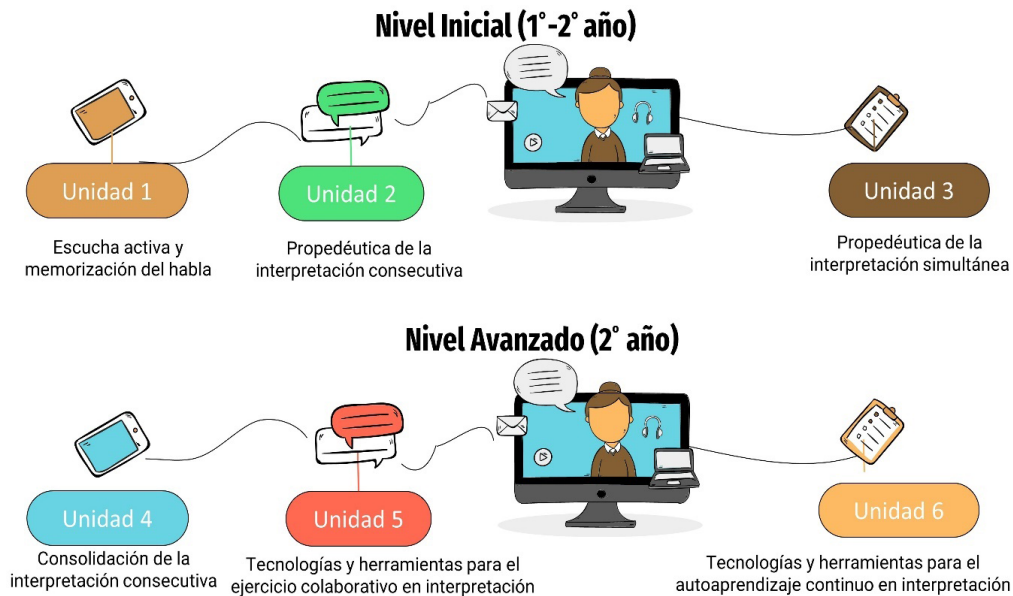 Nivel Inicial (1°-2° año)
Unidad 1
Unidad 2
Unidad 3
Escucha activa y
memorización del habla
Propedéutica de la
interpretación consecutiva
Propedéutica de la
interpretación simultánea
Nivel Avanzado (2° año)
Unidad 4
Unidad 5
Unidad 6
Consolidación de la
interpretación consecutiva
Tecnologías y herramientas para el
ejercicio colaborativo en interpretación
Tecnologías y herramientas para el
autoaprendizaje continuo en interpretación